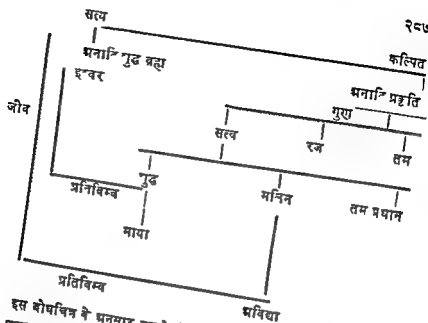 सत्य
२८७
कल्पित
अनादि शुद्ध ब्रह्म
ईश्वर
अनादि प्रकृति
गुण
जीव
सत्व
रज
तम
शुद्ध
प्रतिबिम्ब
मलिन
तम प्रधान
माया
प्रतिबिम्ब
अविद्या
इस बोधचित्र के अनुसार